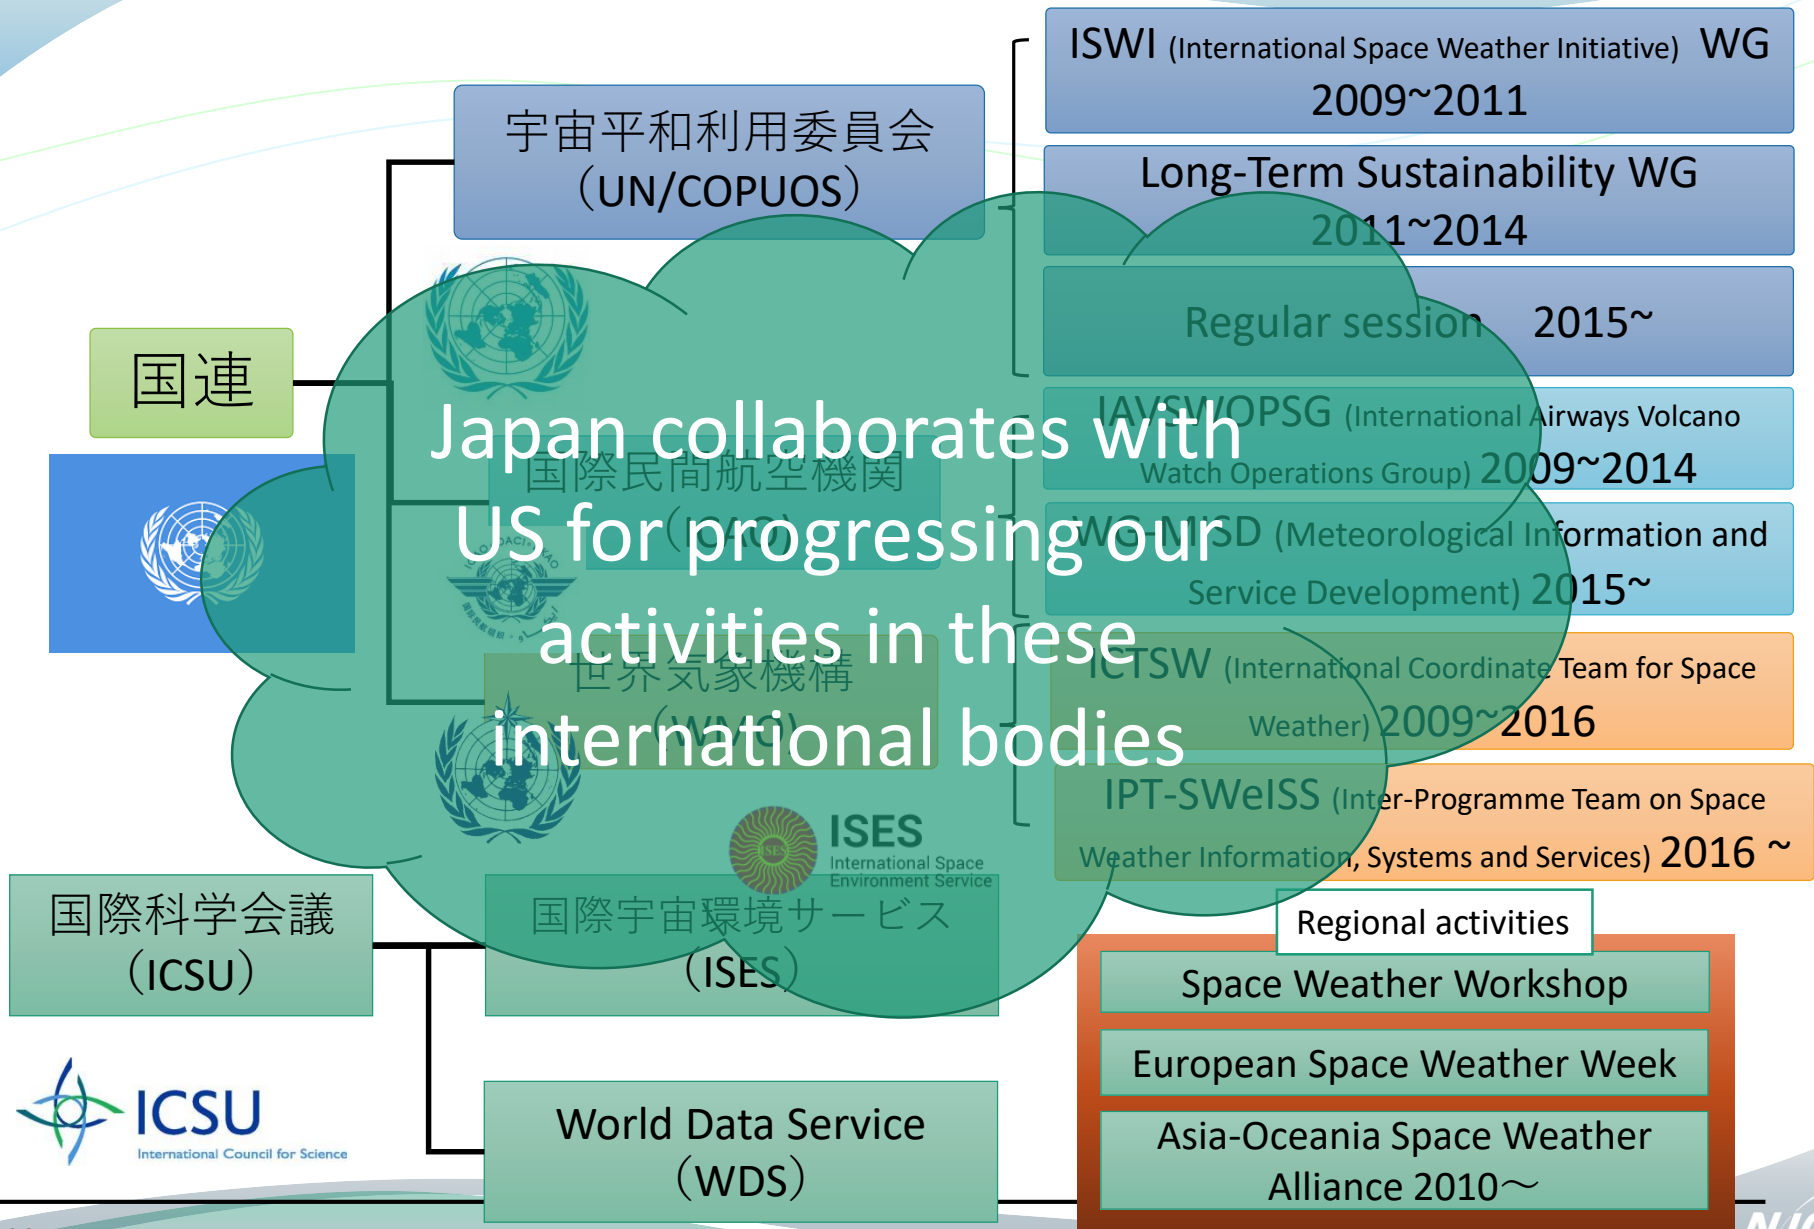 ISWI (International Space Weather Initiative) WG
2009~2011
宇宙平和利用委員会
（UN/COPUOS）
Long-Term Sustainability WG
2011~2014
Regular session 2015~
国連
Japan collaborates with
US for progressing our
activities in these
international bodies
国際民間航空機関
（ICAO）
IAVSWOPSG (International Airways Volcano
Watch Operations Group) 2009~2014
WG-MISD (Meteorological Information and
Service Development) 2015~
世界気象機構
（WMO）
ICTSW (International Coordinate Team for Space
Weather) 2009~2016
IPT-SWeISS (Inter-Programme Team on Space
Weather Information, Systems and Services) 2016 ~
ISES
ISES
International Space
Environment Service
国際科学会議
（ICSU）
国際宇宙環境サービス
（ISES）
ICSU
International Council for Science
World Data Service
（WDS）
Regional activities
Space Weather Workshop
European Space Weather Week
Asia-Oceania Space Weather
Alliance 2010～